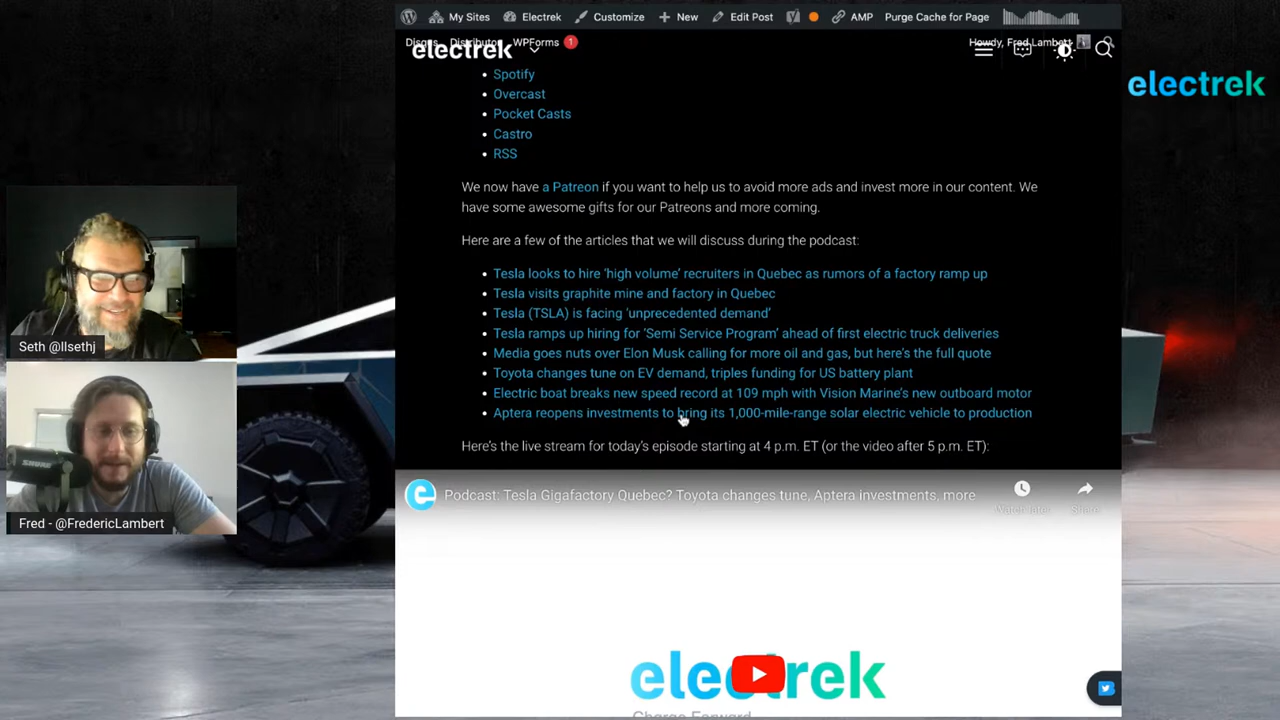 My Sites Electrek Customize New Edit Post AMP Purge Cache for Page
Disqus Distributor WPForms 1 Howdy, Fred Lambert
electrek
electrek
Spotify
Overcast
Pocket Casts
Castro
RSS
We now have a Patreon if you want to help us to avoid more ads and invest more in our content. We
have some awesome gifts for our Patreons and more coming.
Here are a few of the articles that we will discuss during the podcast:
Tesla looks to hire ‘high volume’ recruiters in Quebec as rumors of a factory ramp up
Tesla visits graphite mine and factory in Quebec
Tesla (TSLA) is facing ‘unprecedented demand’
Tesla ramps up hiring for ‘Semi Service Program’ ahead of first electric truck deliveries
Media goes nuts over Elon Musk calling for more oil and gas, but here’s the full quote
Toyota changes tune on EV demand, triples funding for US battery plant
Electric boat breaks new speed record at 109 mph with Vision Marine’s new outboard motor
Aptera reopens investments to bring its 1,000-mile-range solar electric vehicle to production
Here’s the live stream for today’s episode starting at 4 p.m. ET (or the video after 5 p.m. ET):
Podcast: Tesla Gigafactory Quebec? Toyota changes tune, Aptera investments, more
Watch later Share
electrek
Charge Forward
Seth @llsethj
SHURE
Fred - @FredericLambert